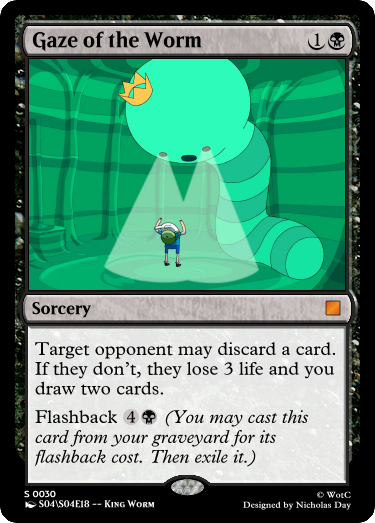 Gaze of the Worm 1
Sorcery
Target opponent may discard a card.
If they don't, they lose 3 life and you
draw two cards.
Flashback 4 (You may cast this
card from your graveyard for its
flashback cost. Then exile it.)
S 0030
© WotC
S04\S04E18 -- King Worm
Designed by Nicholas Day